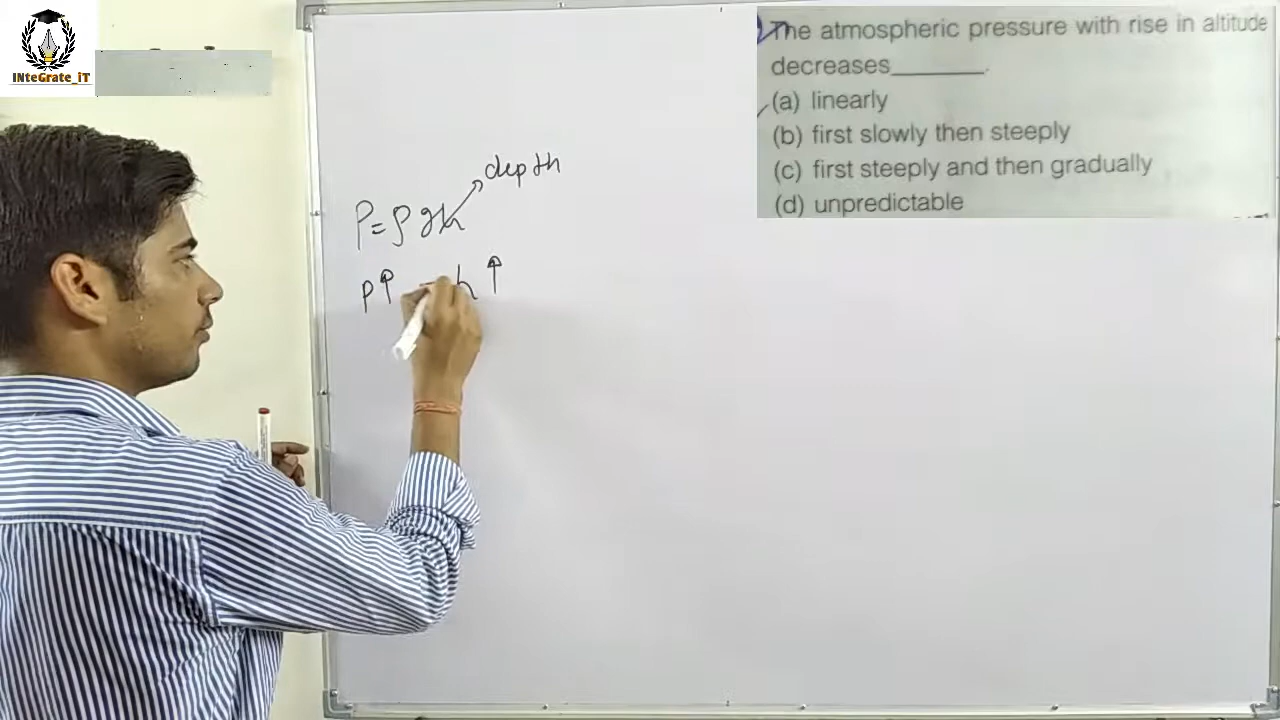 INteGrate_iT
The atmospheric pressure with rise in altitude
decreases_______.
(a) linearly
(b) first slowly then steeply
(c) first steeply and then gradually
(d) unpredictable
depth
P=ρgh
P↑ h↑